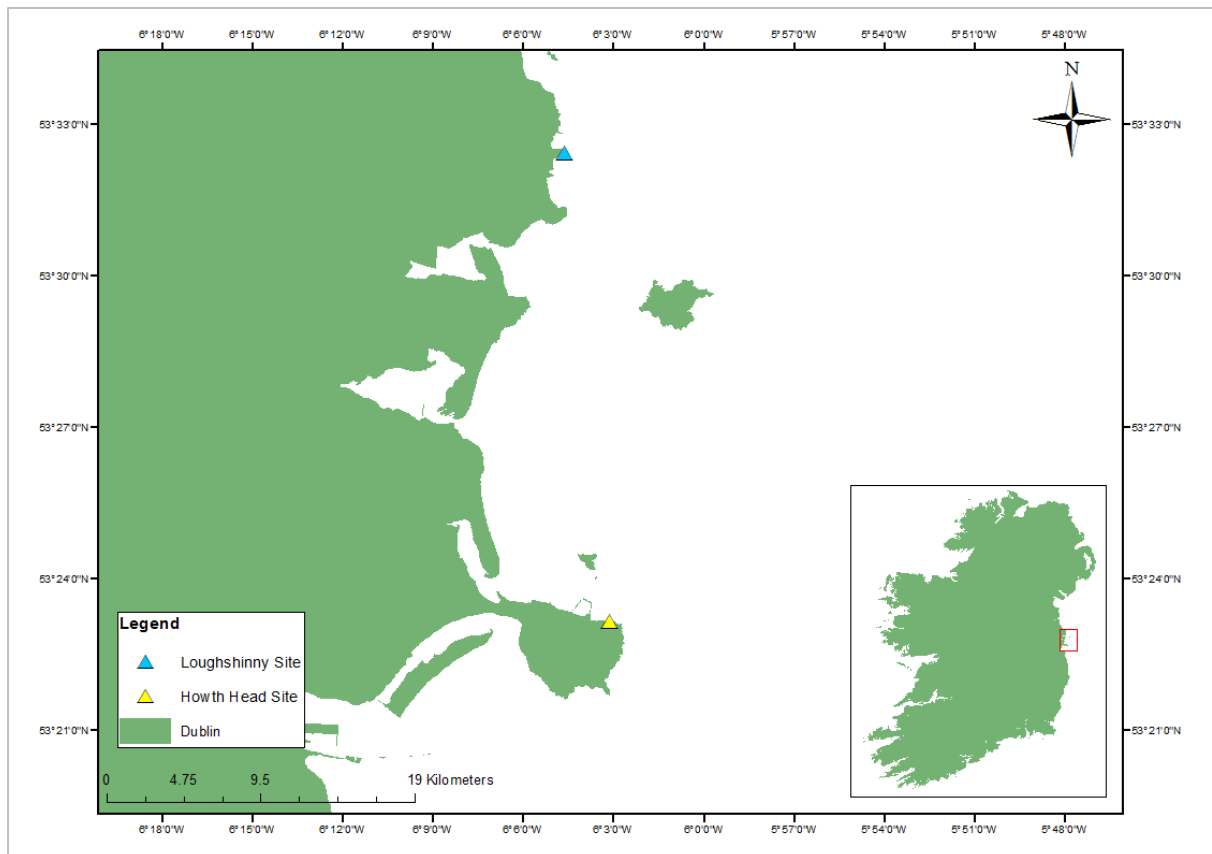 6°18'0"W 6°15'0"W 6°12'0"W 6°9'0"W 6°6'0"W 6°3'0"W 6°0'0"W 5°57'0"W 5°54'0"W 5°51'0"W 5°48'0"W
N
53°33'0"N 53°33'0"N
53°30'0"N 53°30'0"N
53°27'0"N 53°27'0"N
53°24'0"N 53°24'0"N
Legend
Loughshinny Site
Howth Head Site
Dublin
53°21'0"N 53°21'0"N
0 4.75 9.5 19 Kilometers
6°18'0"W 6°15'0"W 6°12'0"W 6°9'0"W 6°6'0"W 6°3'0"W 6°0'0"W 5°57'0"W 5°54'0"W 5°51'0"W 5°48'0"W